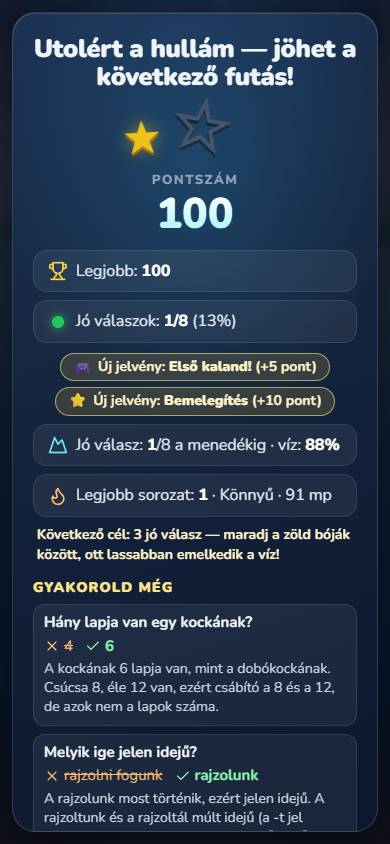 Utolért a hullám — jöhet a
következő futás!
PONTSZÁM
100
Legjobb: 100
Jó válaszok: 1/8 (13%)
Új jelvény: Első kaland! (+5 pont)
Új jelvény: Bemelegítés (+10 pont)
Jó válasz: 1/8 a menedékig · víz: 88%
Legjobb sorozat: 1 · Könnyű · 91 mp
Következő cél: 3 jó válasz — maradj a zöld bóják
között, ott lassabban emelkedik a víz!
GYAKOROLD MÉG
Hány lapja van egy kockának?
✕ 4 ✓ 6
A kockának 6 lapja van, mint a dobókockának.
Csúcsa 8, éle 12 van, ezért csábító a 8 és a 12,
de azok nem a lapok száma.
Melyik ige jelen idejű?
✕ rajzolni fogunk ✓ rajzolunk
A rajzolunk most történik, ezért jelen idejű. A
rajzoltunk és a rajzoltál múlt idejű (a -t jel